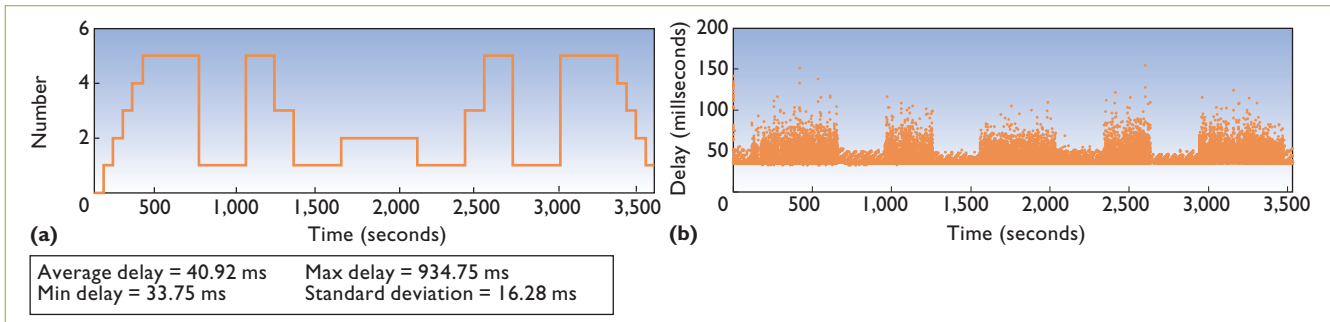 6
4
2
Number
0
500
1,000
1,500
2,000
2,500
3,000
3,500
Time (seconds)
(a)
200
150
100
50
0
Delay (millseconds)
0
500
1,000
1,500
2,000
2,500
3,000
3,500
Time (seconds)
(b)
Average delay = 40.92 ms
Max delay = 934.75 ms
Min delay = 33.75 ms
Standard deviation = 16.28 ms